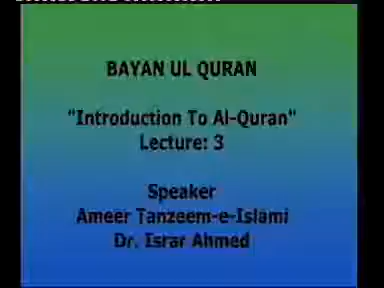 BAYAN UL QURAN
"Introduction To Al-Quran"
Lecture: 3
Speaker
Ameer Tanzeem-e-Islami
Dr. Israr Ahmed